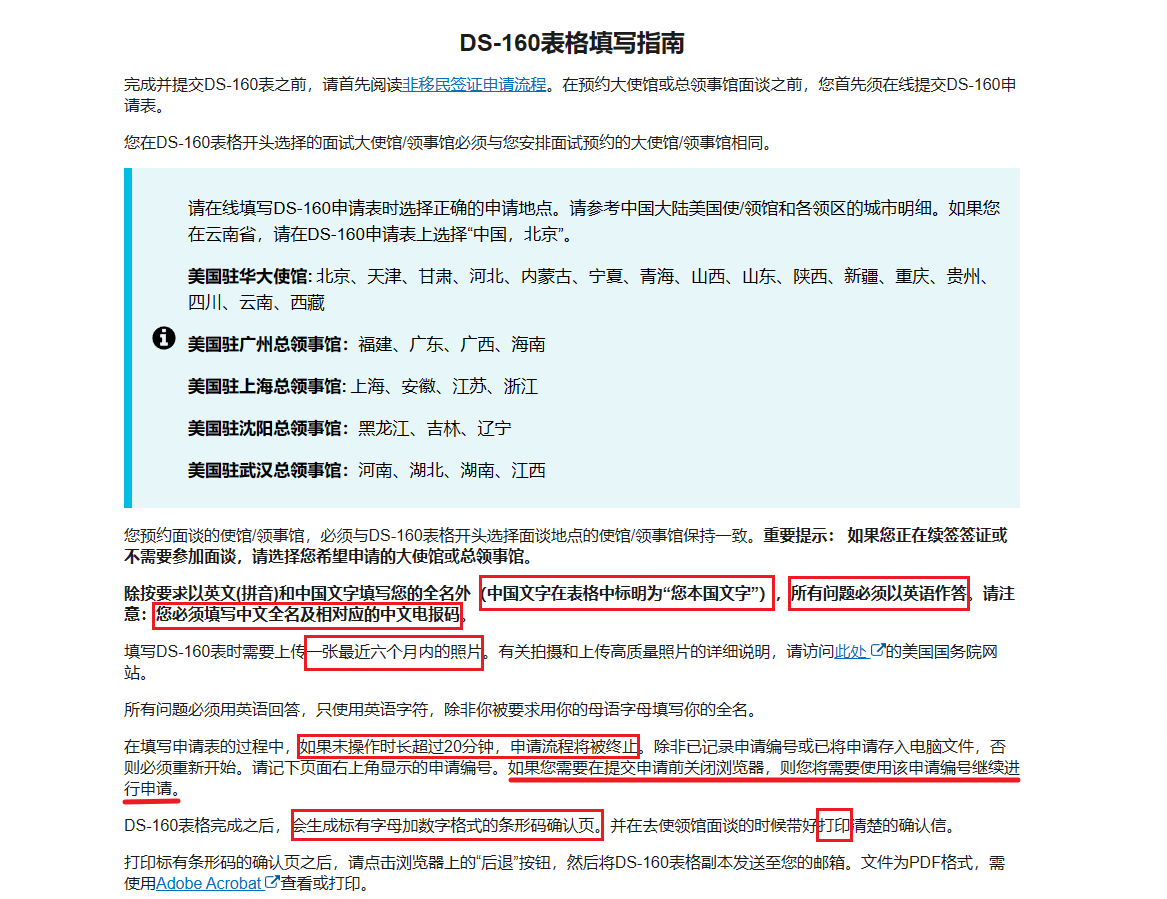 DS-160表格填写指南
完成并提交DS-160表之前，请首先阅读非移民签证申请流程。在预约大使馆或总领事馆面谈之前，您首先须在线提交DS-160申
请表。
您在DS-160表格开头选择的面试大使馆/领事馆必须与您安排面试预约的大使馆/领事馆相同。
请在线填写DS-160申请表时选择正确的申请地点。请参考中国大陆美国使/领馆和各领区的城市明细。如果您
在云南省，请在DS-160申请表上选择“中国，北京”。
美国驻华大使馆: 北京、天津、甘肃、河北、内蒙古、宁夏、青海、山西、山东、陕西、新疆、重庆、贵州、
四川、云南、西藏
美国驻广州总领事馆：福建、广东、广西、海南
美国驻上海总领事馆: 上海、安徽、江苏、浙江
美国驻沈阳总领事馆：黑龙江、吉林、辽宁
美国驻武汉总领事馆：河南、湖北、湖南、江西
您预约面谈的使馆/领事馆，必须与DS-160表格开头选择面谈地点的使馆/领事馆保持一致。重要提示： 如果您正在续签签证或
不需要参加面谈，请选择您希望申请的大使馆或总领事馆。
除按要求以英文(拼音)和中国文字填写您的全名外（中国文字在表格中标明为“您本国文字”），所有问题必须以英语作答。请注
意：您必须填写中文全名及相对应的中文电报码。
填写DS-160表时需要上传一张最近六个月内的照片。有关拍摄和上传高质量照片的详细说明，请访问此处的美国国务院网
站。
所有问题必须用英语回答，只使用英语字符，除非你被要求用你的母语字母填写你的全名。
在填写申请表的过程中，如果未操作时长超过20分钟，申请流程将被终止。除非已记录申请编号或已将申请存入电脑文件，否
则必须重新开始。请记下页面右上角显示的申请编号。如果您需要在提交申请前关闭浏览器，则您将需要使用该申请编号继续进
行申请。
DS-160表格完成之后，会生成标有字母加数字格式的条形码确认页。并在去使领馆面谈的时候带好打印清楚的确认信。
打印标有条形码的确认页之后，请点击浏览器上的“后退”按钮，然后将DS-160表格副本发送至您的邮箱。文件为PDF格式，需
使用Adobe Acrobat查看或打印。